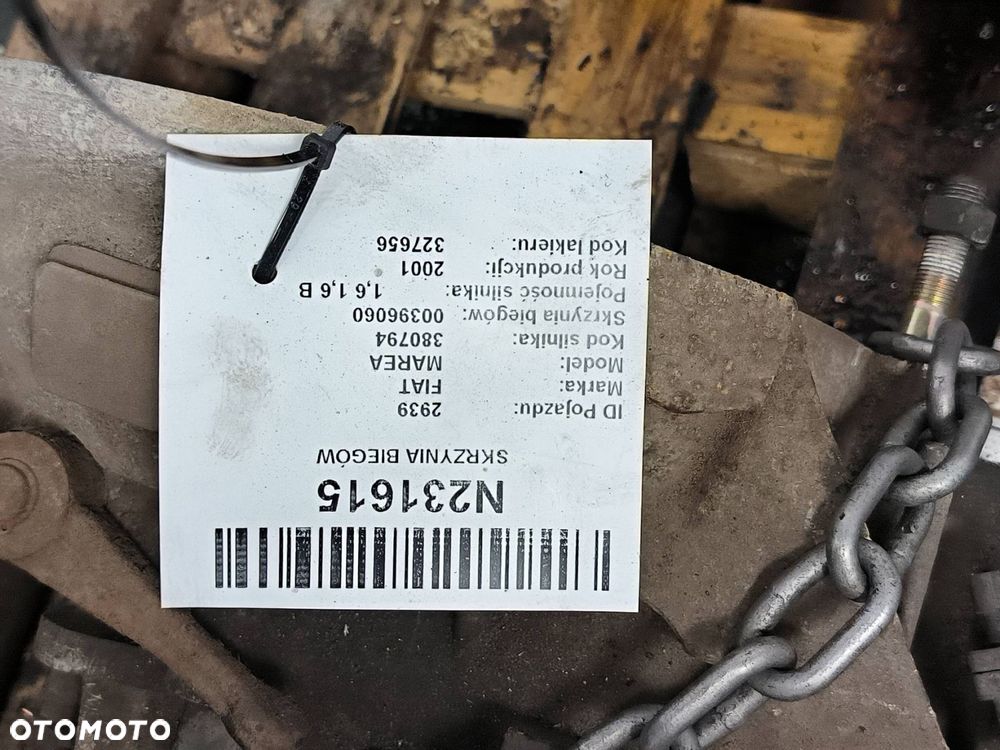 N231615
SKRZYNIA BIEGÓW
ID Pojazdu: 2939
Marka: FIAT
Model: MAREA
Kod silnika: 380794
Skrzynia biegów: 00396060
Pojemność silnika: 1,6 1,6 B
Rok produkcji: 2001
Kod lakieru: 327656
OTOMOTO